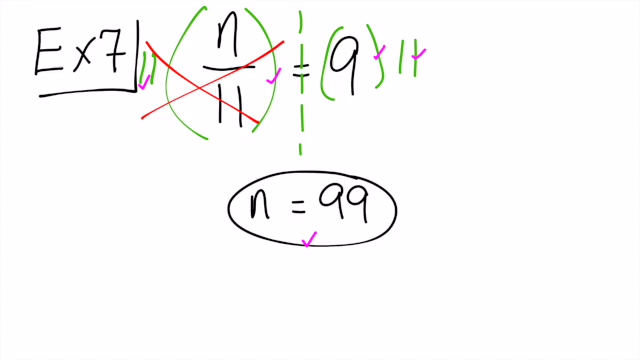 Ex7 11(n/11) = (9)11
n = 99